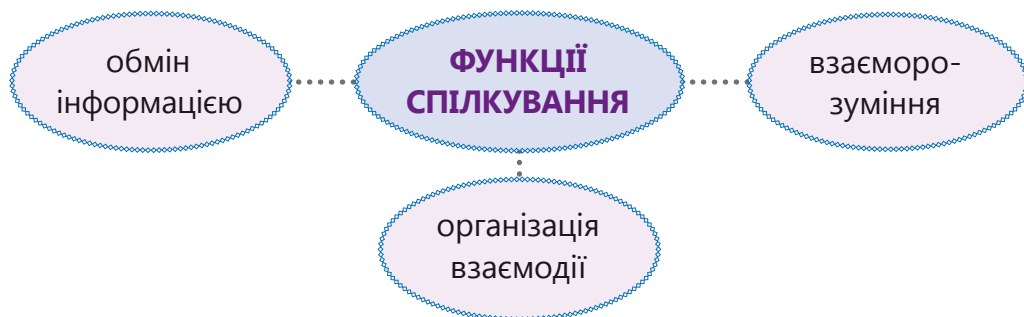 обмін
інформацією
ФУНКЦІЇ
СПІЛКУВАННЯ
взаєморо-
зуміння
організація
взаємодії